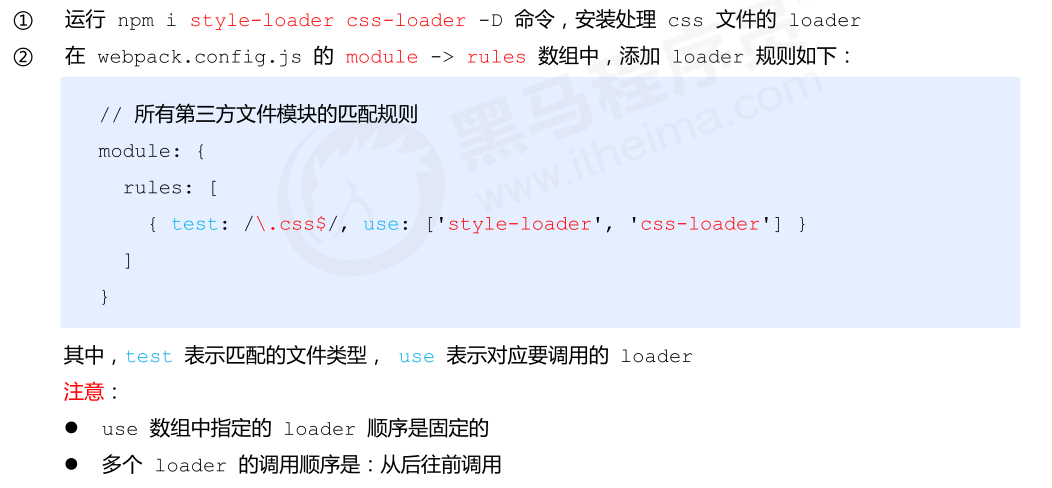 ① 运行 npm i style-loader css-loader -D 命令，安装处理 css 文件的 loader
② 在 webpack.config.js 的 module -> rules 数组中，添加 loader 规则如下：
// 所有第三方文件模块的匹配规则
module: {
rules: [
{ test: /\.css$/, use: ['style-loader', 'css-loader'] }
]
}
其中，test 表示匹配的文件类型， use 表示对应要调用的 loader
注意：
● use 数组中指定的 loader 顺序是固定的
● 多个 loader 的调用顺序是：从后往前调用
黑马程序员
www.itheima.com